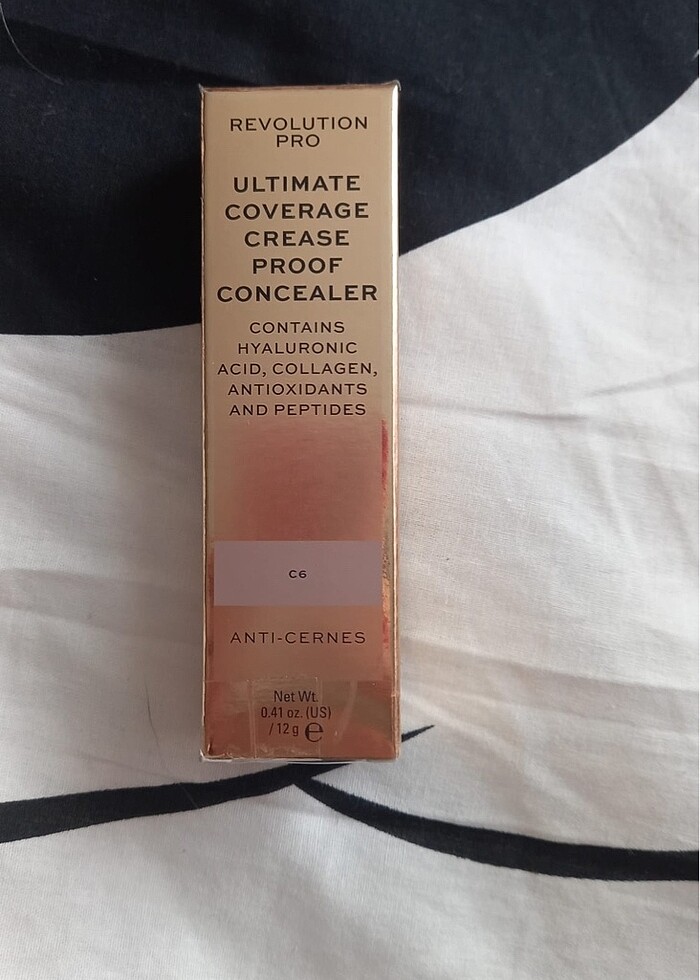 REVOLUTION
PRO
ULTIMATE
COVERAGE
CREASE
PROOF
CONCEALER
CONTAINS
HYALURONIC
ACID, COLLAGEN,
ANTIOXIDANTS
AND PEPTIDES
C6
ANTI-CERNES
Net Wt.
0.41 oz. (US)
/ 12 g ℮